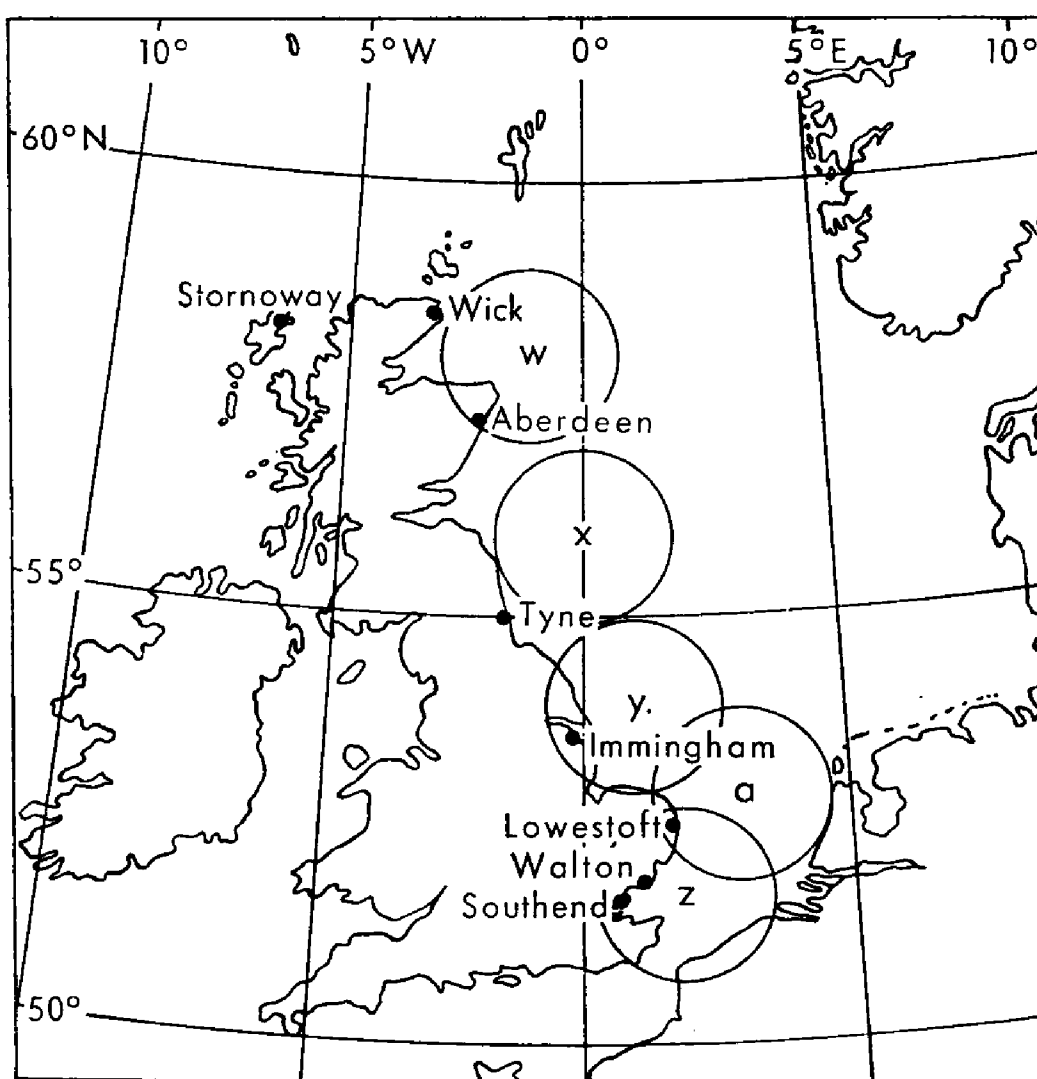 10° 5°W 0° 5°E 10°
60°N
Stornoway
Wick
w
Aberdeen
x
55°
Tyne
y.
Immingham
a
Lowestoft
Walton
z
Southend
50°